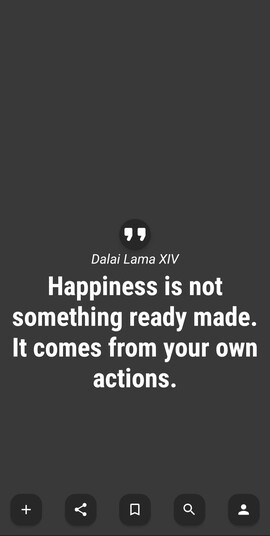 Dalai Lama XIV
Happiness is not
something ready made.
It comes from your own
actions.